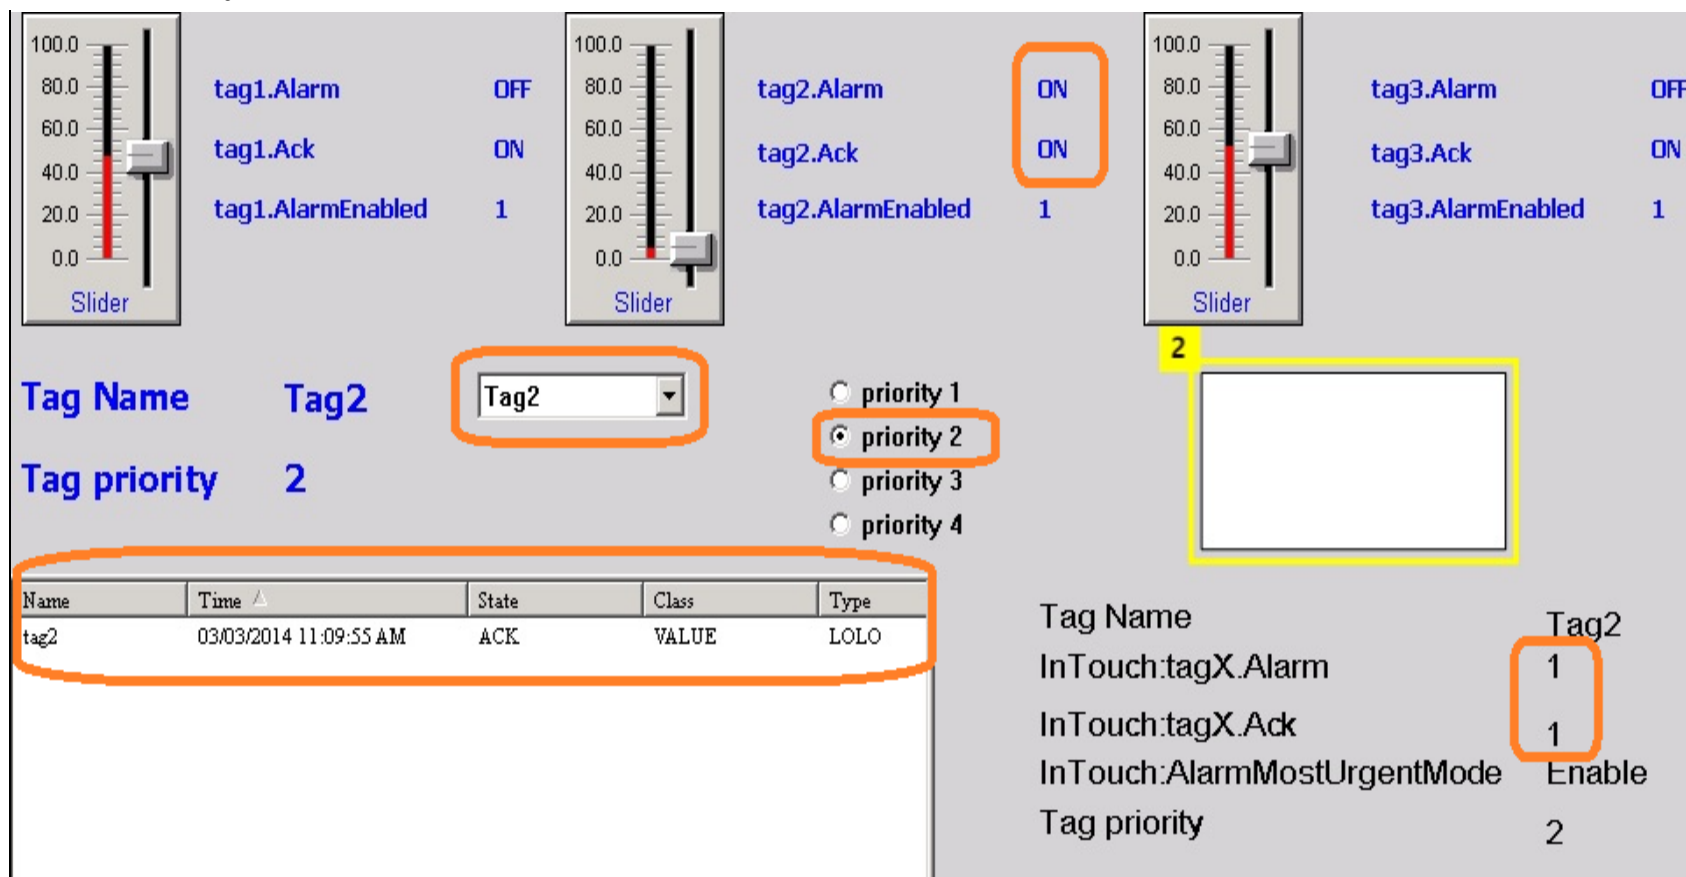 100.0
80.0
60.0
40.0
20.0
0.0
Slider
tag1.Alarm OFF
tag1.Ack ON
tag1.AlarmEnabled 1
100.0
80.0
60.0
40.0
20.0
0.0
Slider
tag2.Alarm ON
tag2.Ack ON
tag2.AlarmEnabled 1
100.0
80.0
60.0
40.0
20.0
0.0
Slider
tag3.Alarm OFF
tag3.Ack ON
tag3.AlarmEnabled 1
Tag Name Tag2
Tag2
Tag priority 2
priority 1
priority 2
priority 3
priority 4
2
Name Time State Class Type
tag2 03/03/2014 11:09:55 AM ACK VALUE LOLO
Tag Name Tag2
InTouch:tagX.Alarm 1
InTouch:tagX.Ack 1
InTouch:AlarmMostUrgentMode Enable
Tag priority 2